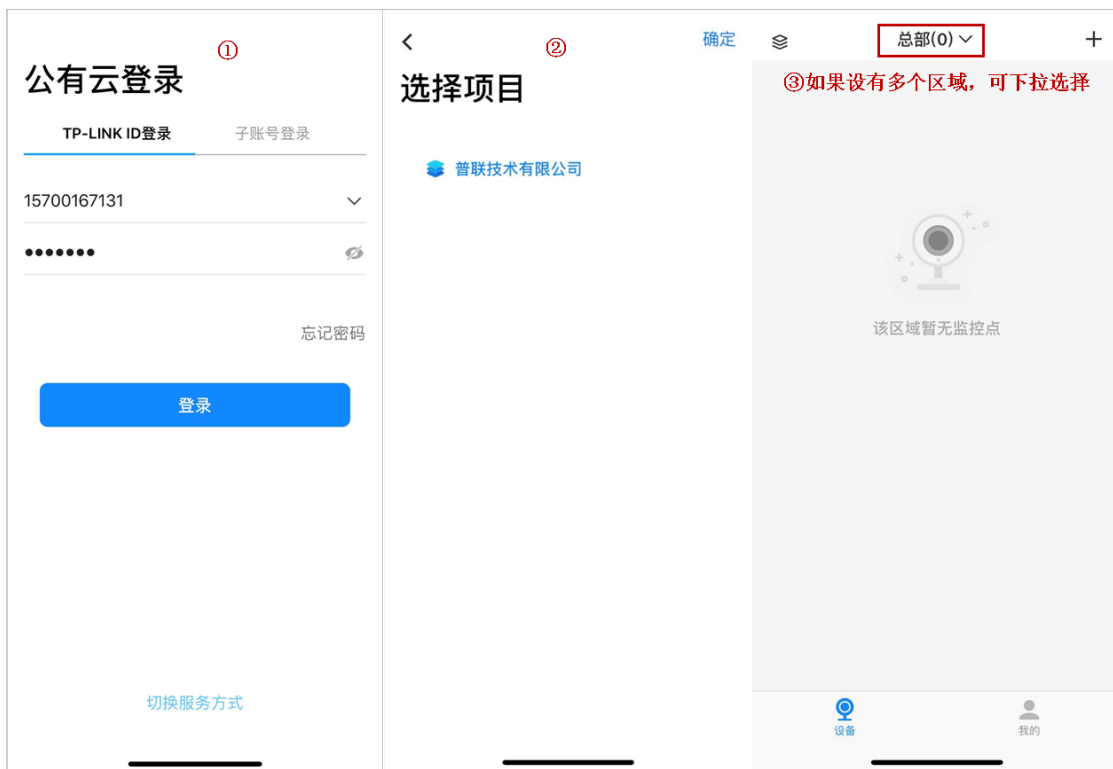 ①
公有云登录
TP-LINK ID登录 子账号登录
15700167131
●●●●●●●
忘记密码
登录
切换服务方式
②
确定
选择项目
普联技术有限公司
总部(0)
③如果设有多个区域，可下拉选择
该区域暂无监控点
设备 我的